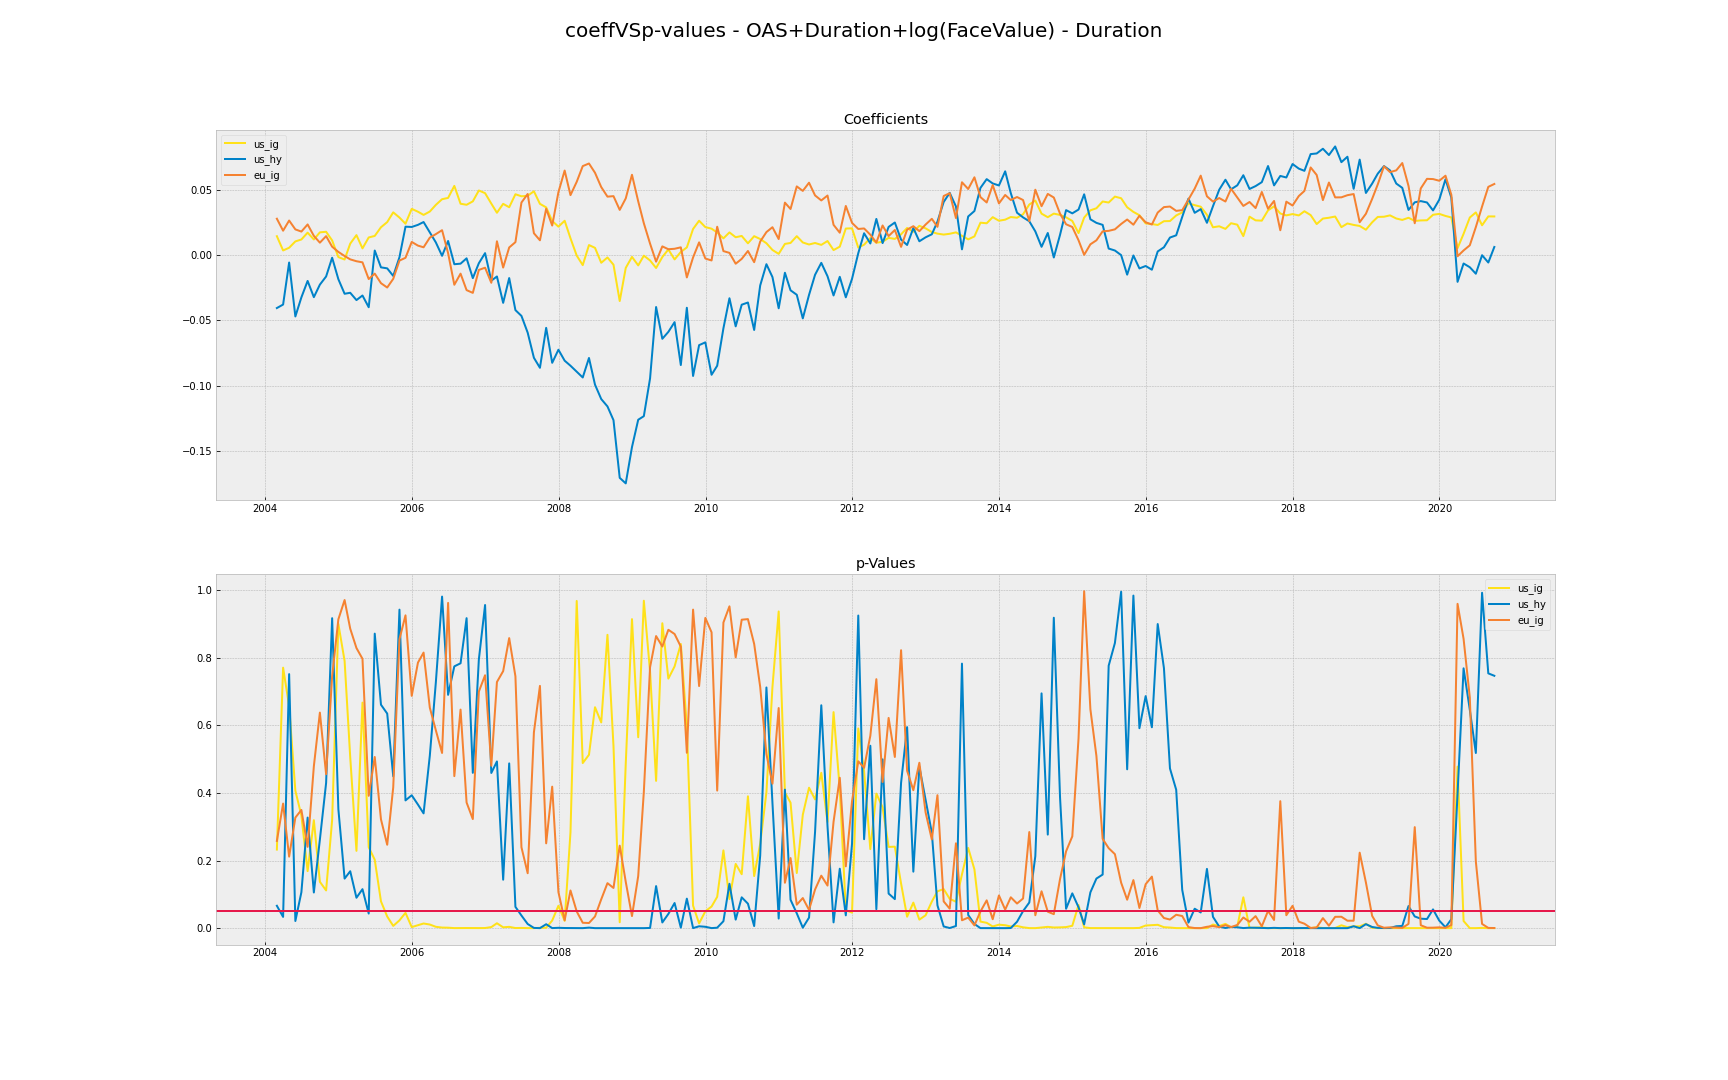 coeffVSp-values - OAS+Duration+log(FaceValue) - Duration
Coefficients
us_ig
us_hy
eu_ig
0.05
0.00
−0.05
−0.10
−0.15
2004 2006 2008 2010 2012 2014 2016 2018 2020
p-Values
us_ig
us_hy
eu_ig
1.0
0.8
0.6
0.4
0.2
0.0
2004 2006 2008 2010 2012 2014 2016 2018 2020